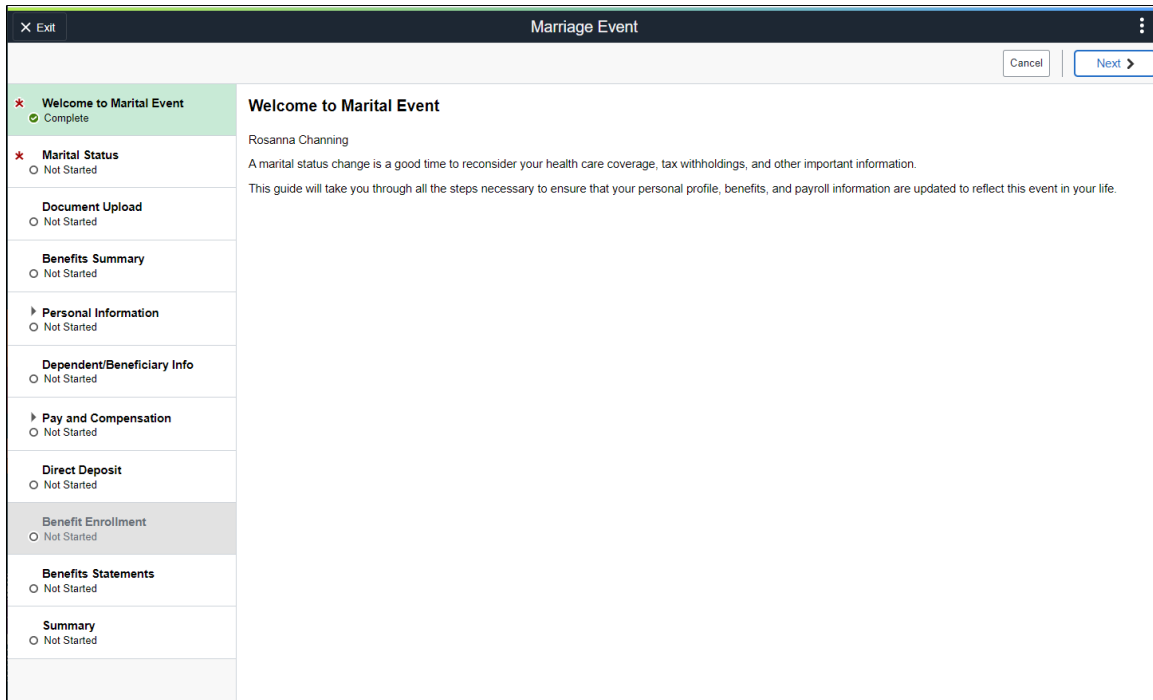 Exit
Marriage Event
Cancel
Next
* Welcome to Marital Event
Complete
* Marital Status
Not Started
Document Upload
Not Started
Benefits Summary
Not Started
Personal Information
Not Started
Dependent/Beneficiary Info
Not Started
Pay and Compensation
Not Started
Direct Deposit
Not Started
Benefit Enrollment
Not Started
Benefits Statements
Not Started
Summary
Not Started
Welcome to Marital Event
Rosanna Channing
A marital status change is a good time to reconsider your health care coverage, tax withholdings, and other important information.
This guide will take you through all the steps necessary to ensure that your personal profile, benefits, and payroll information are updated to reflect this event in your life.